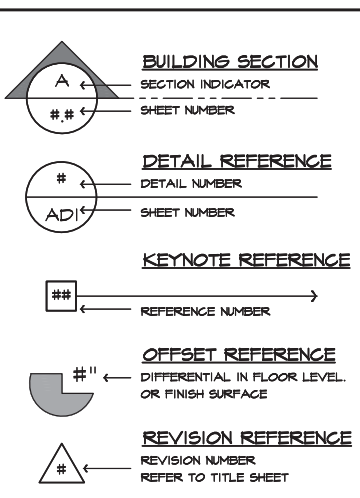 BUILDING SECTION
A
SECTION INDICATOR
#.#
SHEET NUMBER
DETAIL REFERENCE
#
DETAIL NUMBER
ADI
SHEET NUMBER
KEYNOTE REFERENCE
##
REFERENCE NUMBER
OFFSET REFERENCE
#"
DIFFERENTIAL IN FLOOR LEVEL.
OR FINISH SURFACE
REVISION REFERENCE
#
REVISION NUMBER
REFER TO TITLE SHEET